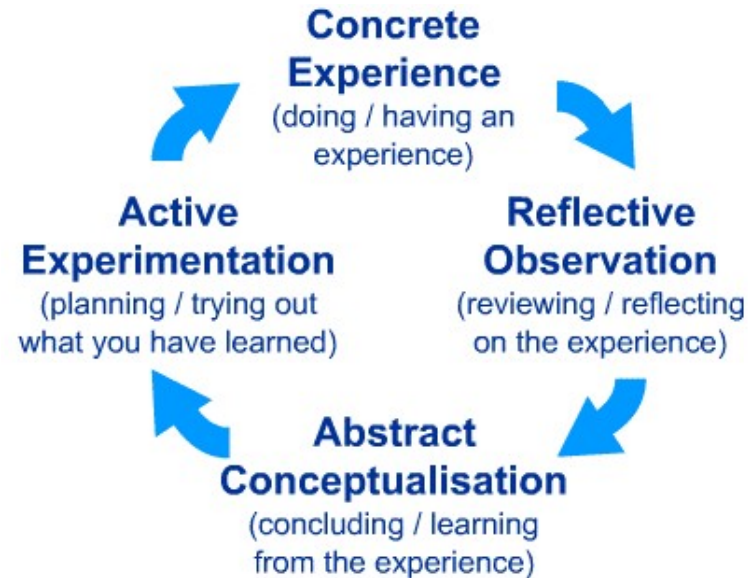 Concrete
Experience
(doing / having an
experience)
Reflective
Observation
(reviewing / reflecting
on the experience)
Abstract
Conceptualisation
(concluding / learning
from the experience)
Active
Experimentation
(planning / trying out
what you have learned)